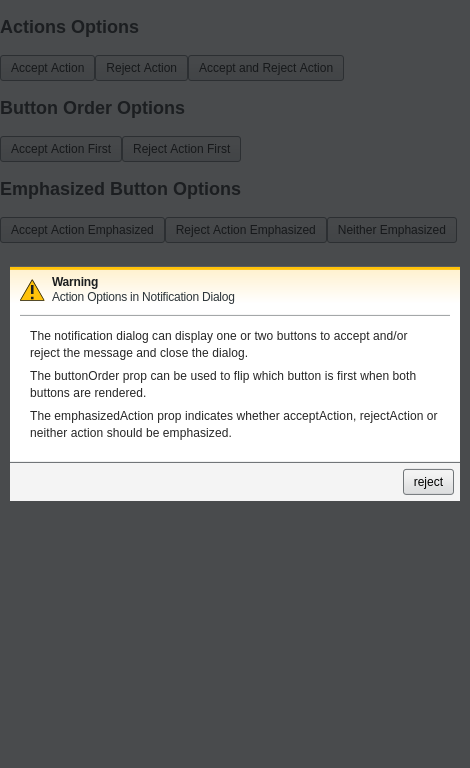 Actions Options
Accept Action Reject Action Accept and Reject Action
Button Order Options
Accept Action First Reject Action First
Emphasized Button Options
Accept Action Emphasized Reject Action Emphasized Neither Emphasized
Warning
Action Options in Notification Dialog
The notification dialog can display one or two buttons to accept and/or
reject the message and close the dialog.
The buttonOrder prop can be used to flip which button is first when both
buttons are rendered.
The emphasizedAction prop indicates whether acceptAction, rejectAction or
neither action should be emphasized.
reject